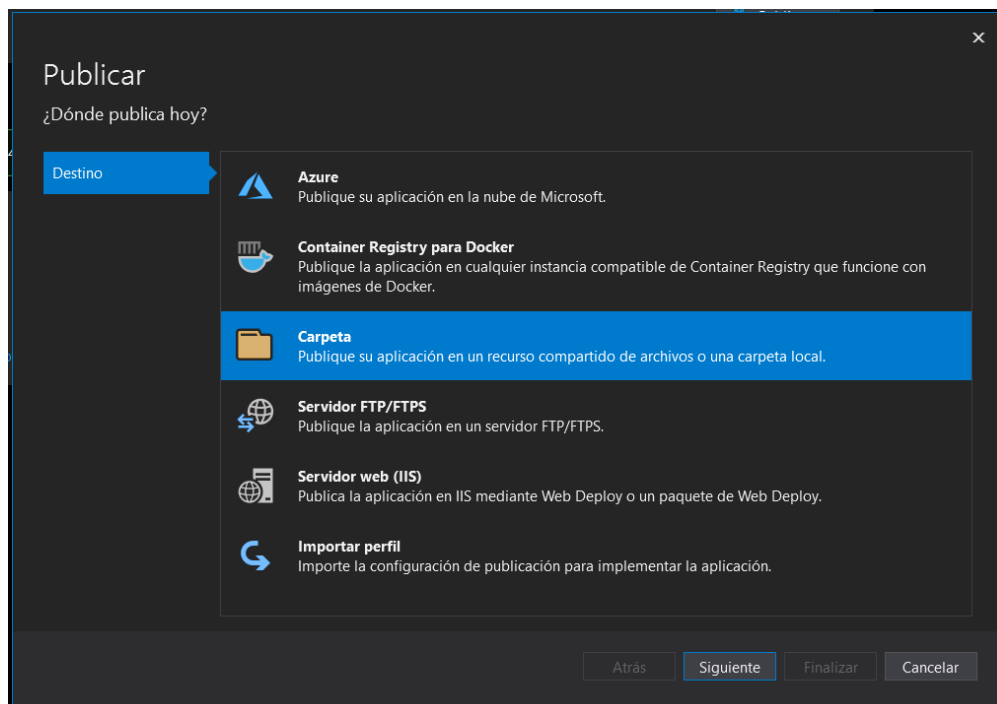 Publicar
¿Dónde publica hoy?
Destino
Azure
Publique su aplicación en la nube de Microsoft.
Container Registry para Docker
Publique la aplicación en cualquier instancia compatible de Container Registry que funcione con
imágenes de Docker.
Carpeta
Publique su aplicación en un recurso compartido de archivos o una carpeta local.
Servidor FTP/FTPS
Publique la aplicación en un servidor FTP/FTPS.
Servidor web (IIS)
Publica la aplicación en IIS mediante Web Deploy o un paquete de Web Deploy.
Importar perfil
Importe la configuración de publicación para implementar la aplicación.
Atrás Siguiente Finalizar Cancelar